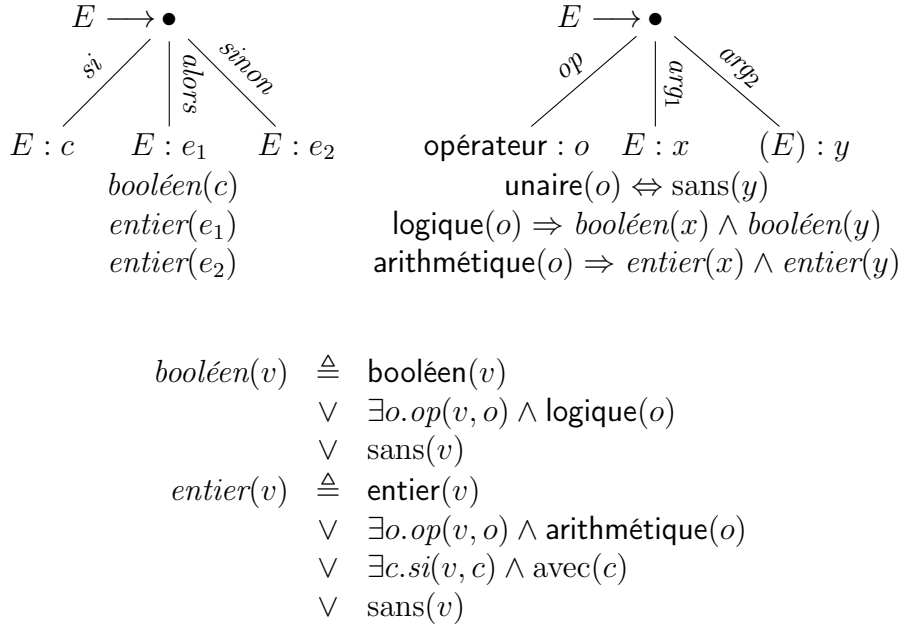 E ⟶ • E ⟶ •
si alors sinon op arg₁ arg₂
E : c E : e₁ E : e₂ opérateur : o E : x (E) : y
booléen(c) unaire(o) ⇔ sans(y)
entier(e₁) logique(o) ⇒ booléen(x) ∧ booléen(y)
entier(e₂) arithmétique(o) ⇒ entier(x) ∧ entier(y)
booléen(v) ≜ booléen(v)
∨ ∃o.op(v, o) ∧ logique(o)
∨ sans(v)
entier(v) ≜ entier(v)
∨ ∃o.op(v, o) ∧ arithmétique(o)
∨ ∃c.si(v, c) ∧ avec(c)
∨ sans(v)